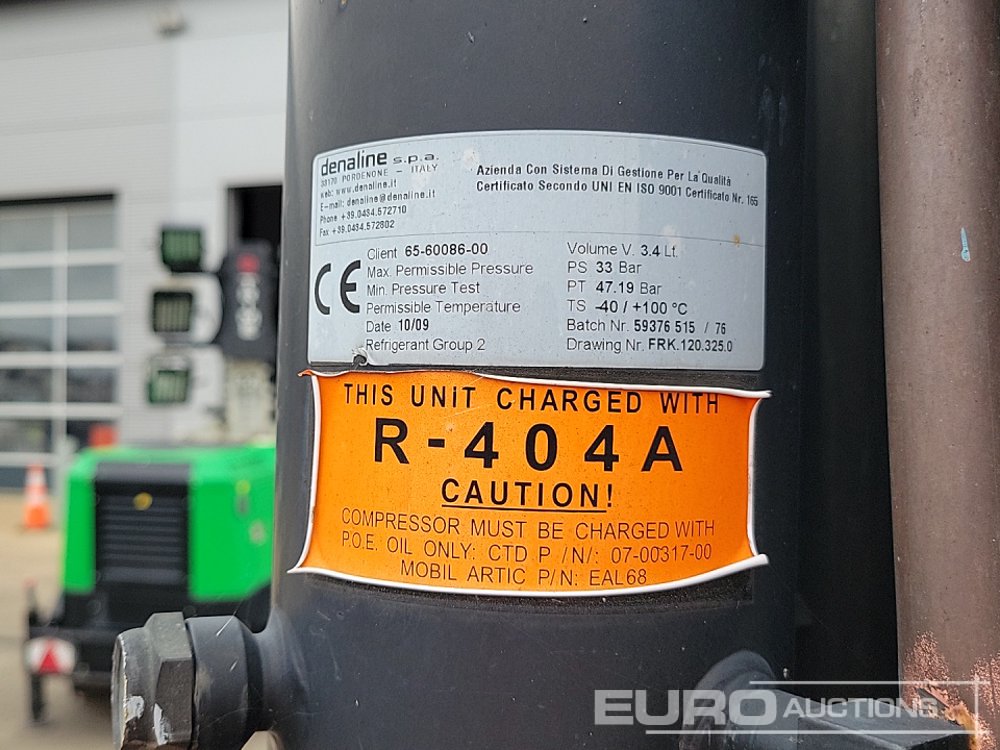 denaline s.p.a.
33170 PORDENONE - ITALY
web: www.denaline.it
E-mail: denaline@denaline.it
Phone +39.0434.572710
Fax +39.0434.572802
Azienda Con Sistema Di Gestione Per La Qualità
Certificato Secondo UNI EN ISO 9001 Certificato Nr. 165
CE
Client 65-60086-00
Max. Permissible Pressure
Min. Pressure Test
Permissible Temperature
Date 10/09
Refrigerant Group 2
Volume V. 3.4 Lt.
PS 33 Bar
PT 47.19 Bar
TS -40 / +100 °C
Batch Nr. 59376 515 / 76
Drawing Nr. FRK.120.325.0
THIS UNIT CHARGED WITH
R-404A
CAUTION!
COMPRESSOR MUST BE CHARGED WITH
P.O.E. OIL ONLY: CTD P/N/: 07-00317-00
MOBIL ARTIC P/N: EAL68
EURO AUCTIONS